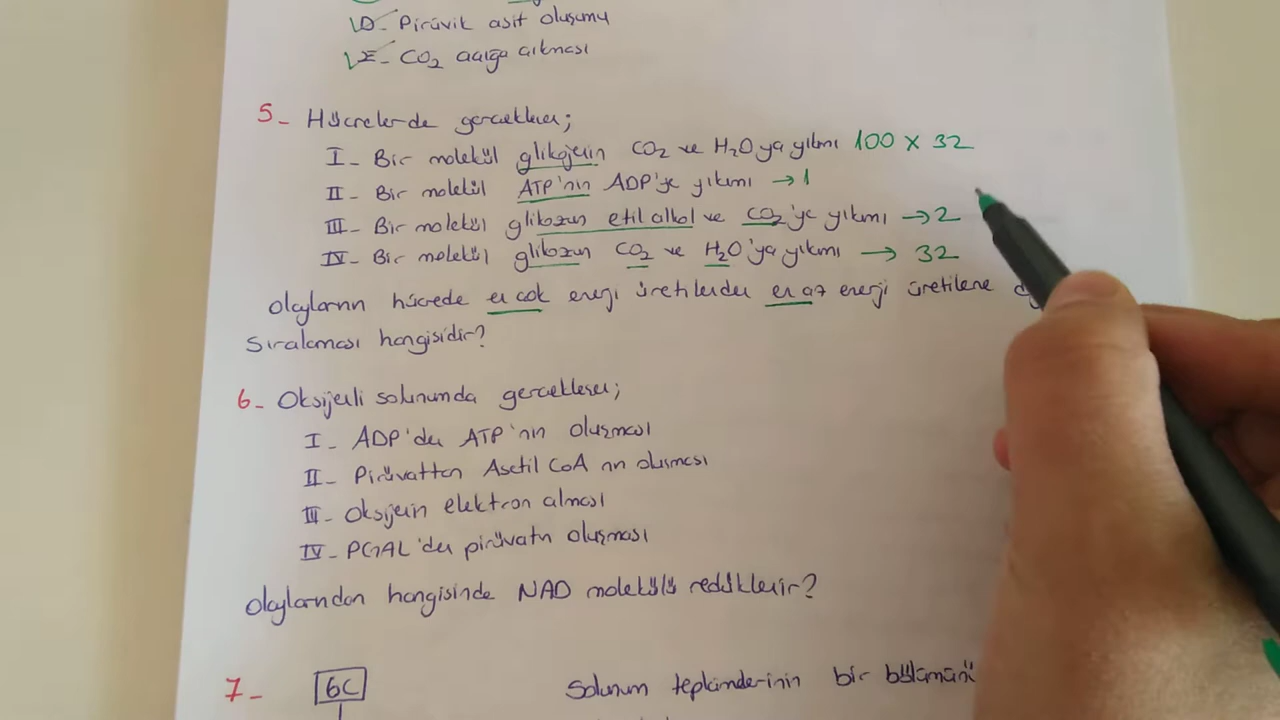 D- Pirüvik asit oluşumu
E- CO2 açığa çıkması
5- Hücrelerde gerçekleşen;
I- Bir molekül glikojenin CO2 ve H2O ya yıkımı 100 x 32
II- Bir molekül ATP'nin ADP'ye yıkımı → 1
III- Bir molekül glikozun etil alkol ve CO2'ye yıkımı → 2
IV- Bir molekül glikozun CO2 ve H2O'ya yıkımı → 32
olayların hücrede en çok enerji üretilenden en az enerji üretilene
sıralaması hangisidir?
6- Oksijenli solunumda gerçekleşen;
I- ADP'den ATP'nin oluşması
II- Pirüvattan Asetil CoA nın oluşması
III- Oksijenin elektron alması
IV- PGAL'den pirüvatın oluşması
olaylarından hangisinde NAD molekülü redüklenir?
7- 6C Solunum tepkimelerinin bir bölümünü